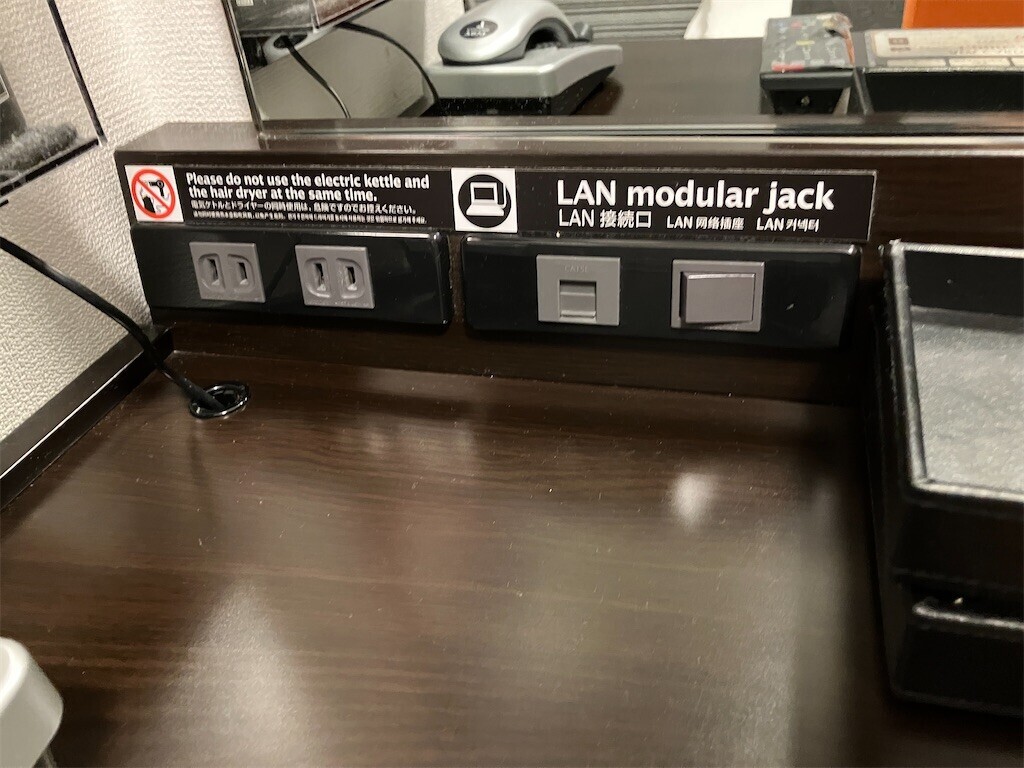 Please do not use the electric kettle and
the hair dryer at the same time.
電気ケトルとドライヤーの同時使用は、危険ですのでお控えください。
LAN modular jack
LAN 接続口 LAN 网络插座 LAN 커넥터